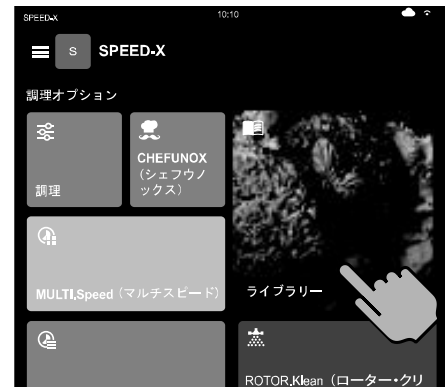 SPEED-X
10:10
S
SPEED-X
調理オプション
調理
CHEFUNOX
(シェフウノ
ックス)
MULTI.Speed (マルチスピード)
ライブラリー
ROTOR.Klean (ローター・クリ